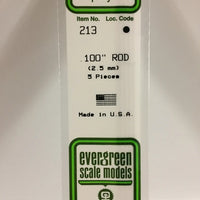 Item No. Loc. Code
213
.100" ROD
(2.5 mm)
5 Pieces
Made in U.S.A.
evergreen
scale models